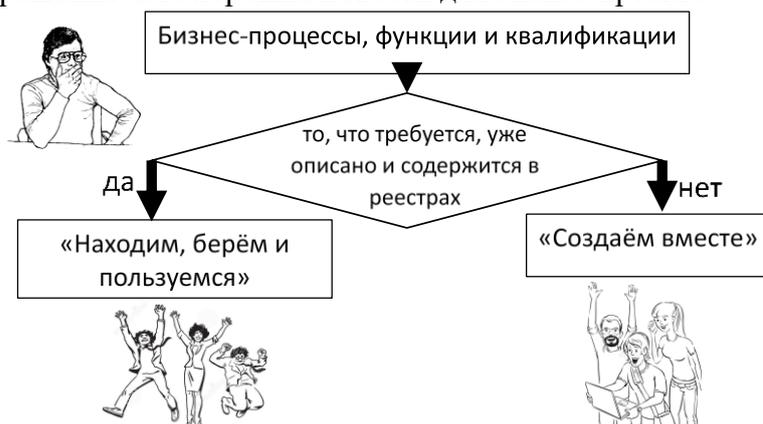 Бизнес-процессы, функции и квалификации
то, что требуется, уже
описано и содержится в
реестрах
да
нет
«Находим, берём и
пользуемся»
«Создаём вместе»